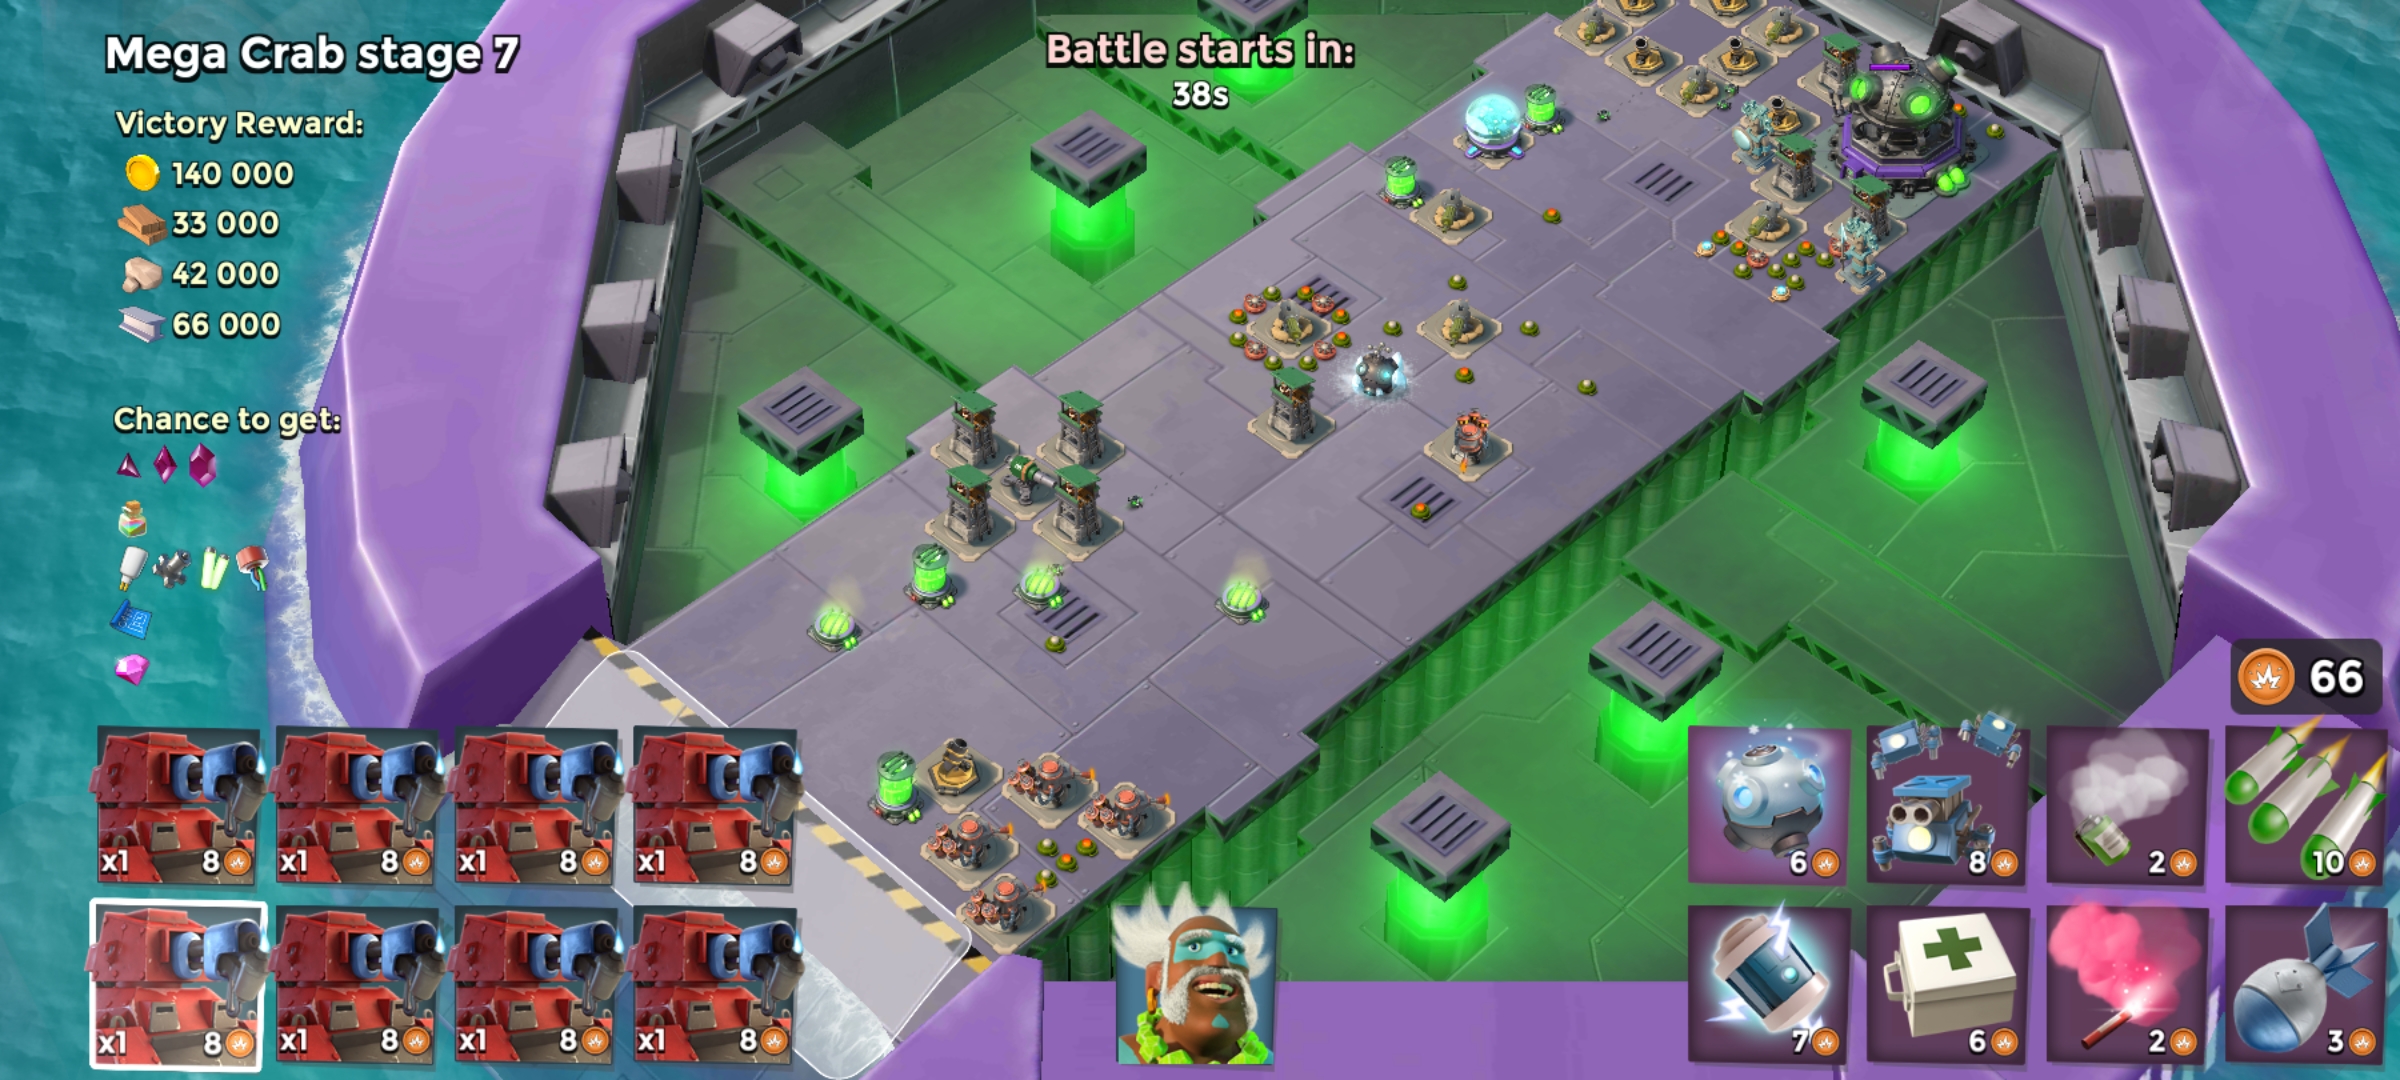 Mega Crab stage 7
Battle starts in:
38s
Victory Reward:
140 000
33 000
42 000
66 000
Chance to get:
66
x1 8
x1 8
x1 8
x1 8
6
8
2
10
x1 8
x1 8
x1 8
x1 8
7
6
2
3